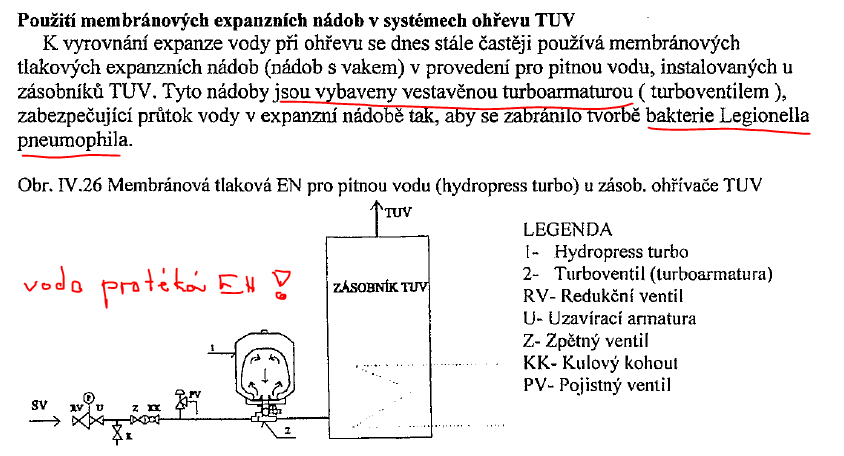 Použití membránových expanzních nádob v systémech ohřevu TUV
K vyrovnání expanze vody při ohřevu se dnes stále častěji používá membránových
tlakových expanzních nádob (nádob s vakem) v provedení pro pitnou vodu, instalovaných u
zásobníků TUV. Tyto nádoby jsou vybaveny vestavěnou turboarmaturou ( turboventilem ),
zabezpečující průtok vody v expanzní nádobě tak, aby se zabránilo tvorbě bakterie Legionella
pneumophila.
Obr. IV.26 Membránová tlaková EN pro pitnou vodu (hydropress turbo) u zásob. ohřívače TUV
TUV
LEGENDA
1- Hydropress turbo
2- Turboventil (turboarmatura)
RV- Redukční ventil
U- Uzavírací armatura
Z- Zpětný ventil
KK- Kulový kohout
PV- Pojistný ventil
voda protéká EN !
ZÁSOBNÍK TUV
1
SV
RV
P
U
Z
KK
PV
K
2